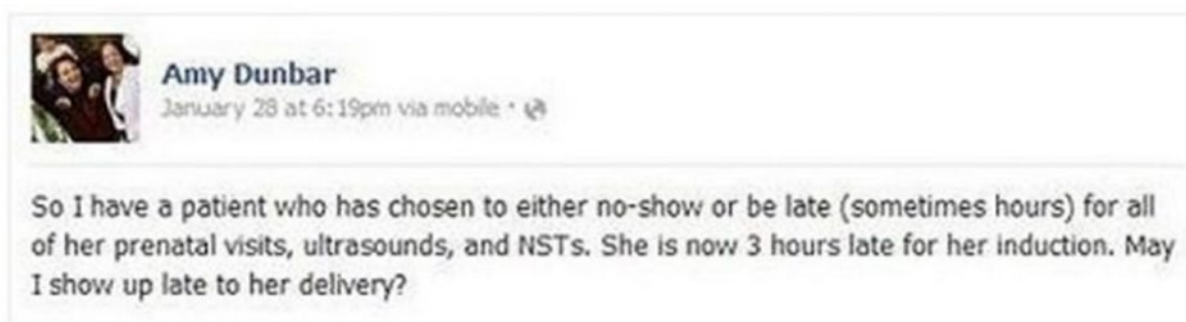 Amy Dunbar
January 28 at 6:19pm via mobile ·
So I have a patient who has chosen to either no-show or be late (sometimes hours) for all
of her prenatal visits, ultrasounds, and NSTs. She is now 3 hours late for her induction. May
I show up late to her delivery?